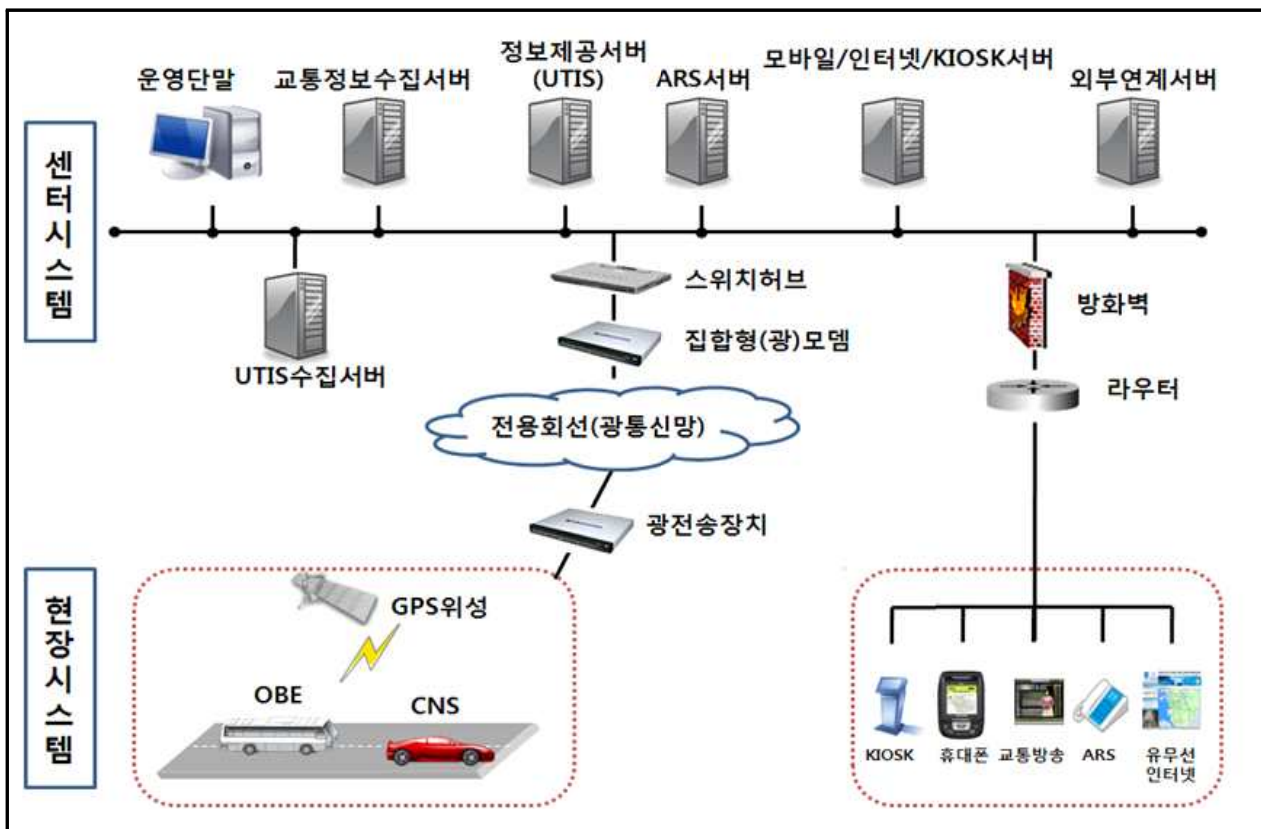 센터시스템
운영단말
교통정보수집서버
정보제공서버
(UTIS)
ARS서버
모바일/인터넷/KIOSK서버
외부연계서버
UTIS수집서버
스위치허브
집합형(광)모뎀
전용회선(광통신망)
광전송장치
방화벽
라우터
현장시스템
GPS위성
OBE
CNS
KIOSK
휴대폰
교통방송
ARS
유무선
인터넷